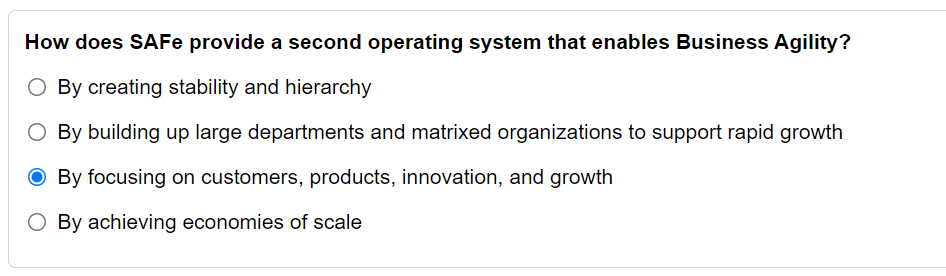 How does SAFe provide a second operating system that enables Business Agility?
By creating stability and hierarchy
By building up large departments and matrixed organizations to support rapid growth
By focusing on customers, products, innovation, and growth
By achieving economies of scale